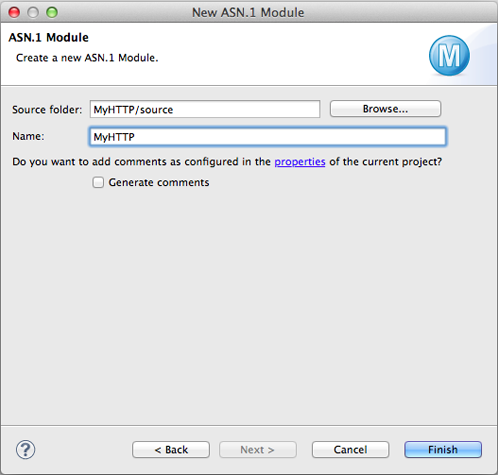 New ASN.1 Module
ASN.1 Module
Create a new ASN.1 Module.
M
Source folder: MyHTTP/source Browse...
Name: MyHTTP
Do you want to add comments as configured in the properties of the current project?
Generate comments
? < Back Next > Cancel Finish